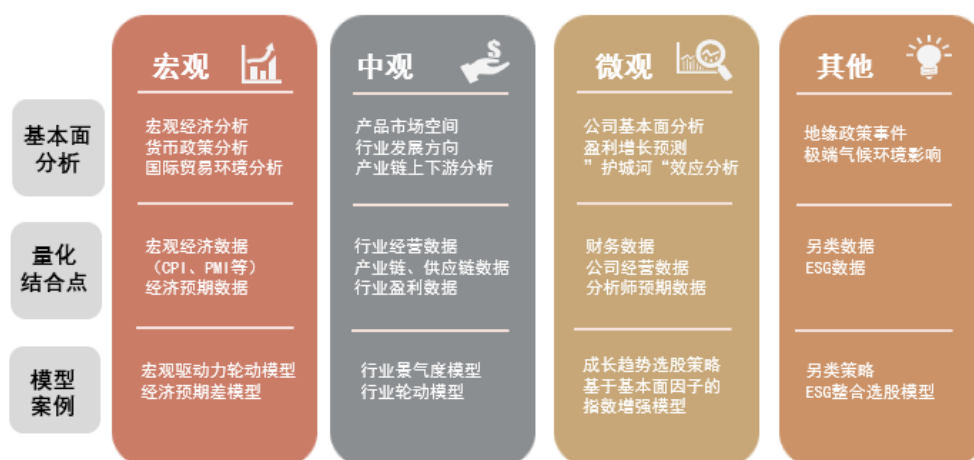 宏观
中观
$
微观
其他
基本面
分析
宏观经济分析
货币政策分析
国际贸易环境分析
产品市场空间
行业发展方向
产业链上下游分析
公司基本面分析
盈利增长预测
”护城河“效应分析
地缘政策事件
极端气候环境影响
量化
结合点
宏观经济数据
（CPI、PMI等）
经济预期数据
行业经营数据
产业链、供应链数据
行业盈利数据
财务数据
公司经营数据
分析师预期数据
另类数据
ESG数据
模型
案例
宏观驱动力轮动模型
经济预期差模型
行业景气度模型
行业轮动模型
成长趋势选股策略
基于基本面因子的
指数增强模型
另类策略
ESG整合选股模型